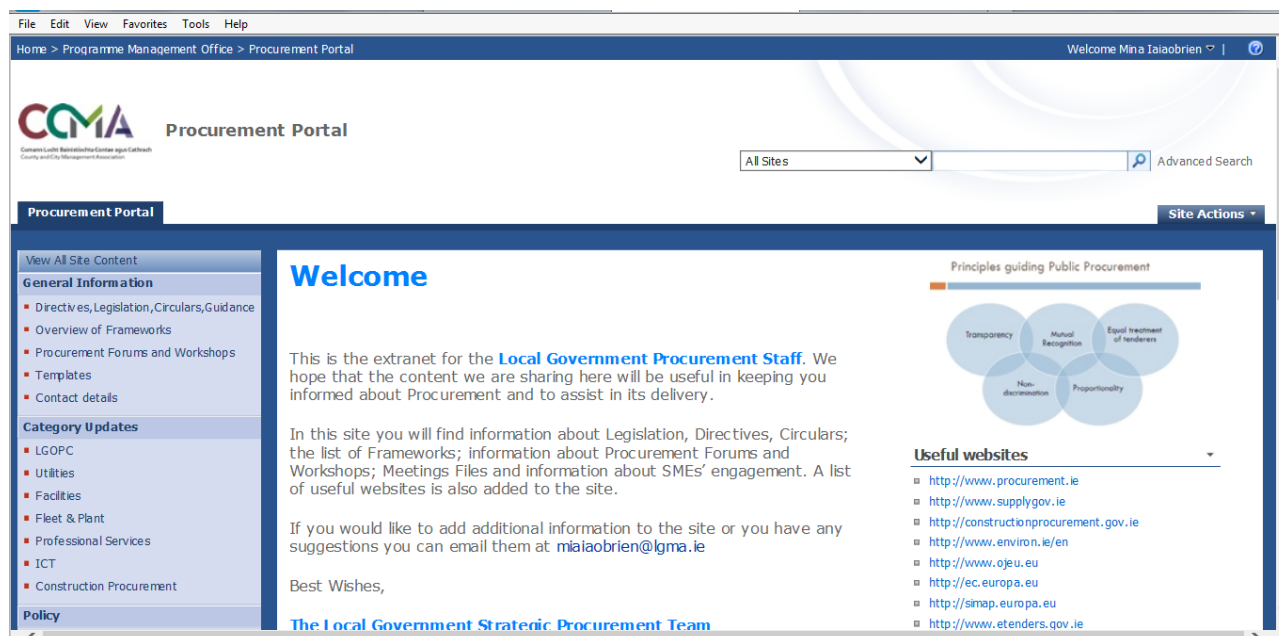 File Edit View Favorites Tools Help
Home > Programme Management Office > Procurement Portal
Welcome Mina Iaiaobrien
CCMA
Comann Lucht Bainistíochta Contae agus Cathrach
County and City Management Association
Procurement Portal
All Sites
Advanced Search
Procurement Portal
Site Actions
View All Site Content
General Information
Directives,Legislation,Circulars,Guidance
Overview of Frameworks
Procurement Forums and Workshops
Templates
Contact details
Category Updates
LGOPC
Utilities
Facilities
Fleet & Plant
Professional Services
ICT
Construction Procurement
Policy
Welcome
This is the extranet for the Local Government Procurement Staff. We
hope that the content we are sharing here will be useful in keeping you
informed about Procurement and to assist in its delivery.
In this site you will find information about Legislation, Directives, Circulars;
the list of Frameworks; information about Procurement Forums and
Workshops; Meetings Files and information about SMEs' engagement. A list
of useful websites is also added to the site.
If you would like to add additional information to the site or you have any
suggestions you can email them at miaiaobrien@lgma.ie
Best Wishes,
The Local Government Strategic Procurement Team
Principles guiding Public Procurement
Transparency
Mutual
Recognition
Equal treatment
of tenderers
Non-
discrimination
Proportionality
Useful websites
http://www.procurement.ie
http://www.supplygov.ie
http://constructionprocurement.gov.ie
http://www.environ.ie/en
http://www.ojeu.eu
http://ec.europa.eu
http://simap.europa.eu
http://www.etenders.gov.ie